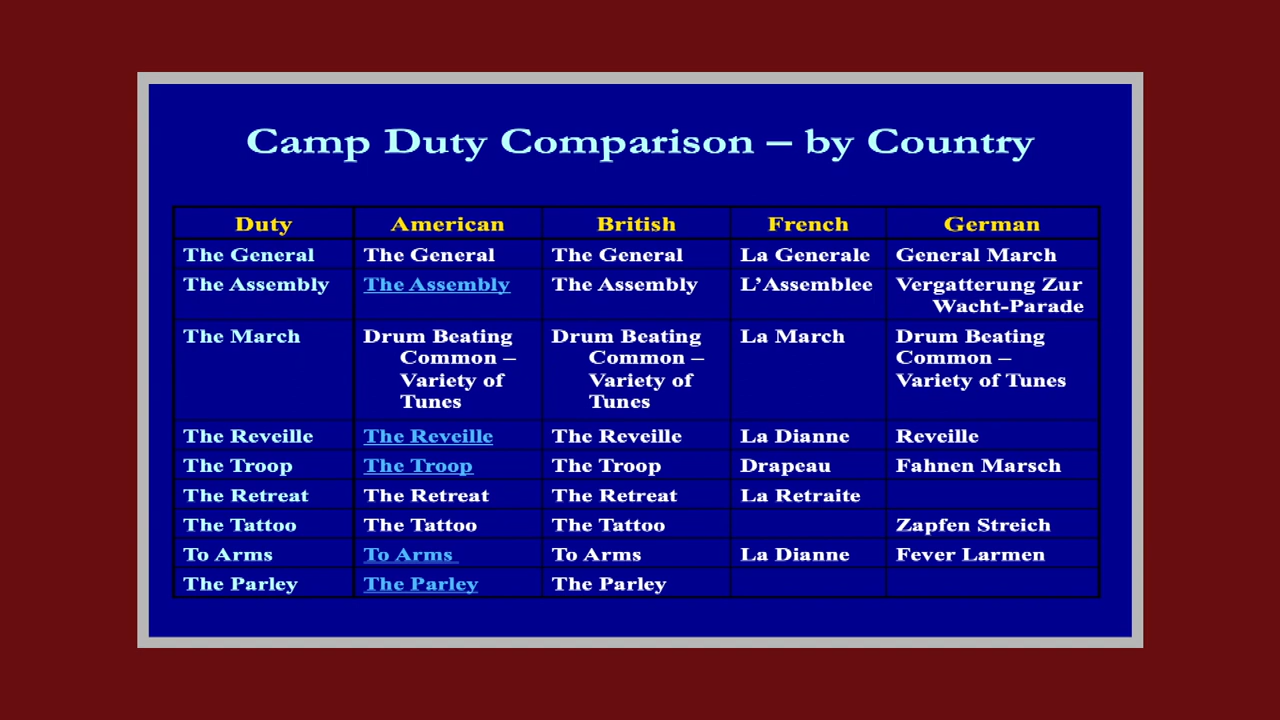 Camp Duty Comparison – by Country
Duty American British French German
The General The General The General La Generale General March
The Assembly The Assembly The Assembly L’Assemblee Vergatterung Zur
Wacht-Parade
The March Drum Beating Drum Beating La March Drum Beating
Common – Common – Common –
Variety of Variety of Variety of Tunes
Tunes Tunes
The Reveille The Reveille The Reveille La Dianne Reveille
The Troop The Troop The Troop Drapeau Fahnen Marsch
The Retreat The Retreat The Retreat La Retraite
The Tattoo The Tattoo The Tattoo Zapfen Streich
To Arms To Arms To Arms La Dianne Fever Larmen
The Parley The Parley The Parley